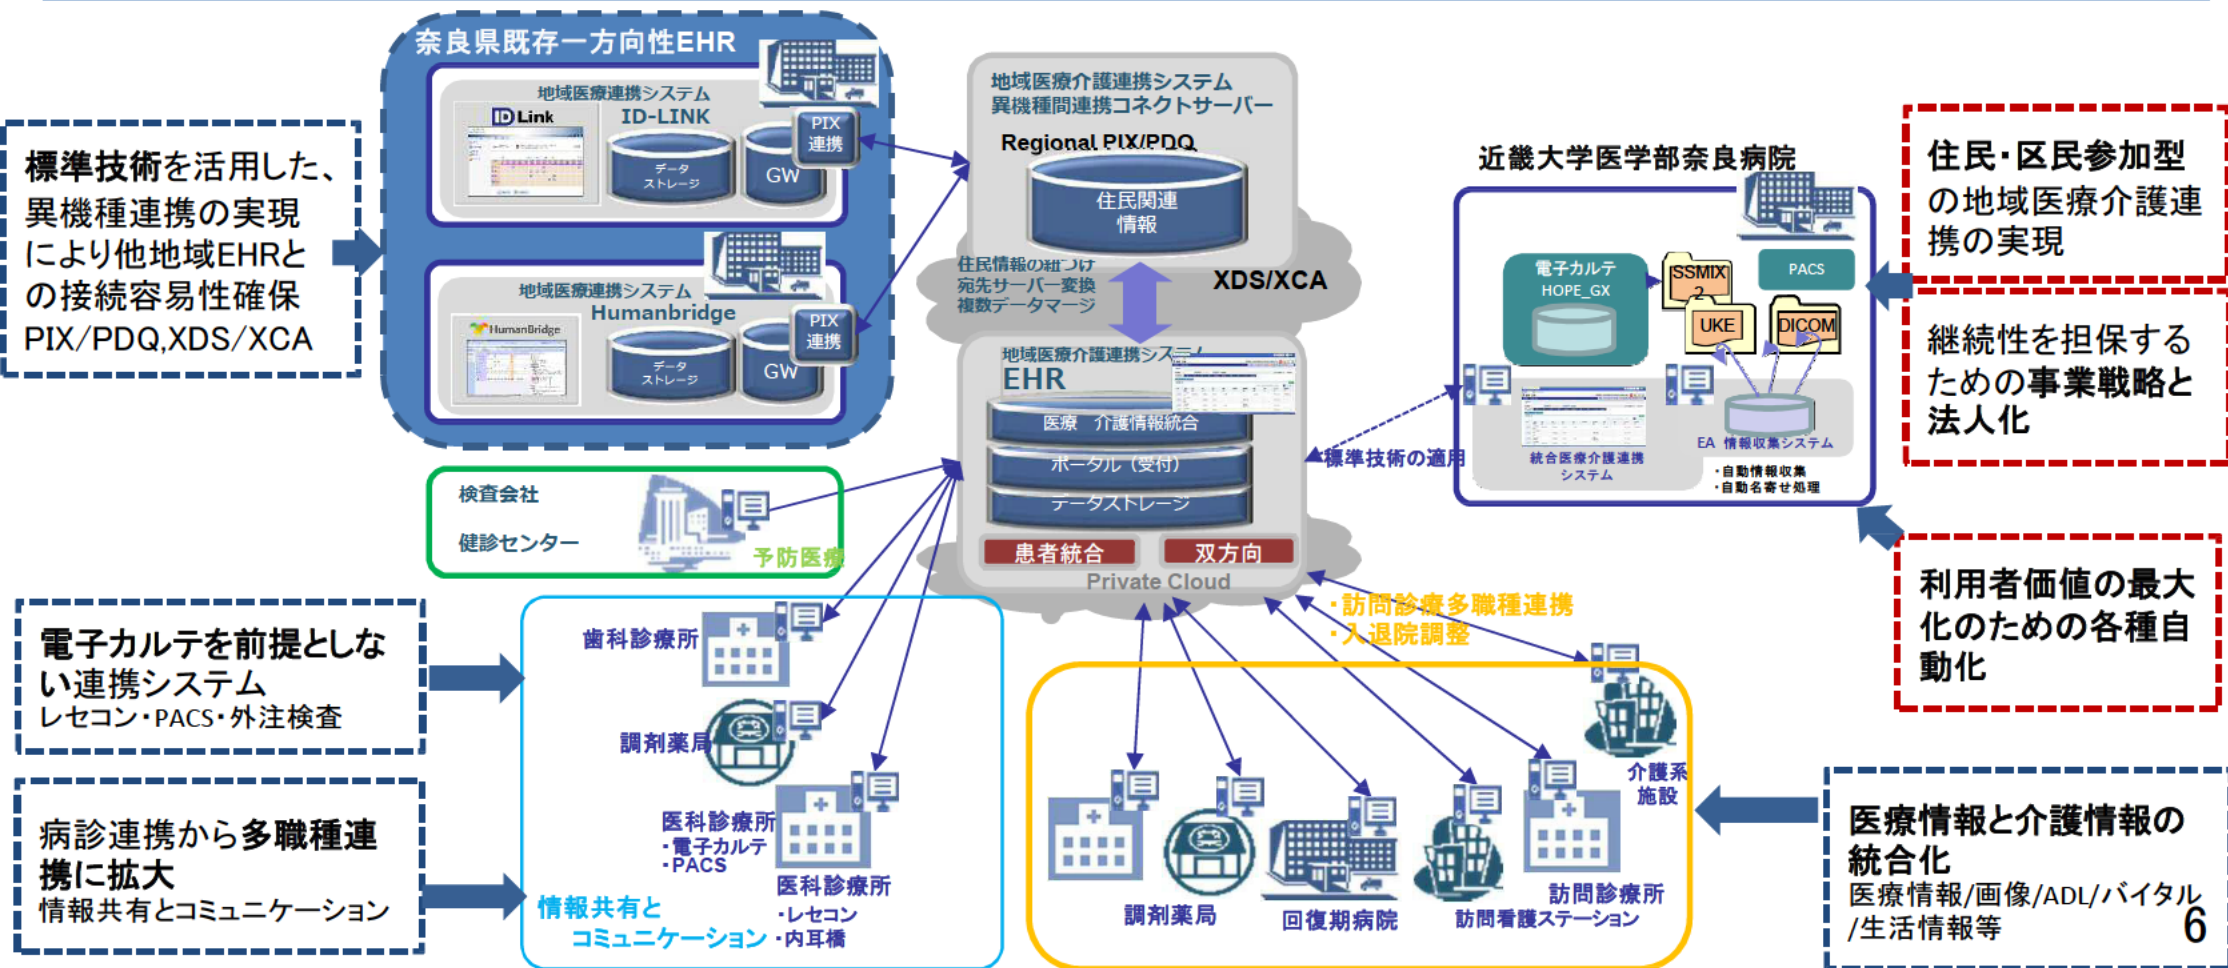 奈良県既存一方向性EHR
地域医療連携システム
ID-LINK
ID Link
データ
ストレージ
GW
PIX
連携
地域医療連携システム
Humanbridge
HumanBridge
データ
ストレージ
GW
PIX
連携
標準技術を活用した、
異機種連携の実現
により他地域EHRと
の接続容易性確保
PIX/PDQ,XDS/XCA
地域医療介護連携システム
異機種間連携コネクトサーバー
Regional PIX/PDQ
住民関連
情報
住民情報の紐づけ
宛先サーバー変換
複数データマージ
XDS/XCA
地域医療介護連携システム
EHR
医療 介護情報統合
ポータル（受付）
データストレージ
患者統合
双方向
Private Cloud
近畿大学医学部奈良病院
電子カルテ
HOPE_GX
SSMIX
2
PACS
UKE
DICOM
EA 情報収集システム
統合医療介護連携
システム
・自動情報収集
・自動名寄せ処理
標準技術の適用
住民・区民参加型
の地域医療介護連
携の実現
継続性を担保する
ための事業戦略と
法人化
利用者価値の最大
化のための各種自
動化
検査会社
健診センター
予防医療
電子カルテを前提としな
い連携システム
レセコン・PACS・外注検査
病診連携から多職種連
携に拡大
情報共有とコミュニケーション
歯科診療所
調剤薬局
医科診療所
・電子カルテ
・PACS
医科診療所
・レセコン
・内耳橋
情報共有と
コミュニケーション
・訪問診療多職種連携
・入退院調整
調剤薬局
回復期病院
訪問看護ステーション
訪問診療所
介護系
施設
医療情報と介護情報の
統合化
医療情報/画像/ADL/バイタル
/生活情報等
6